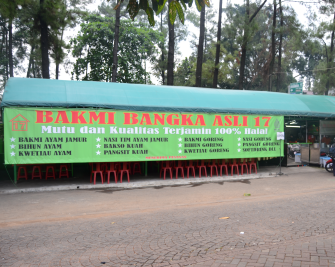 BAKMI BANGKA ASLI 17
Mutu dan Kualitas Terjamin 100% Halal
BAKMI AYAM JAMUR
BIHUN AYAM
KWETIAU AYAM
NASI TIM AYAM JAMUR
BAKSO KUAH
PANGSIT KUAH
BAKMI GORENG
BIHUN GORENG
KWETIAU GORENG
NASI GORENG
PANGSIT GORENG